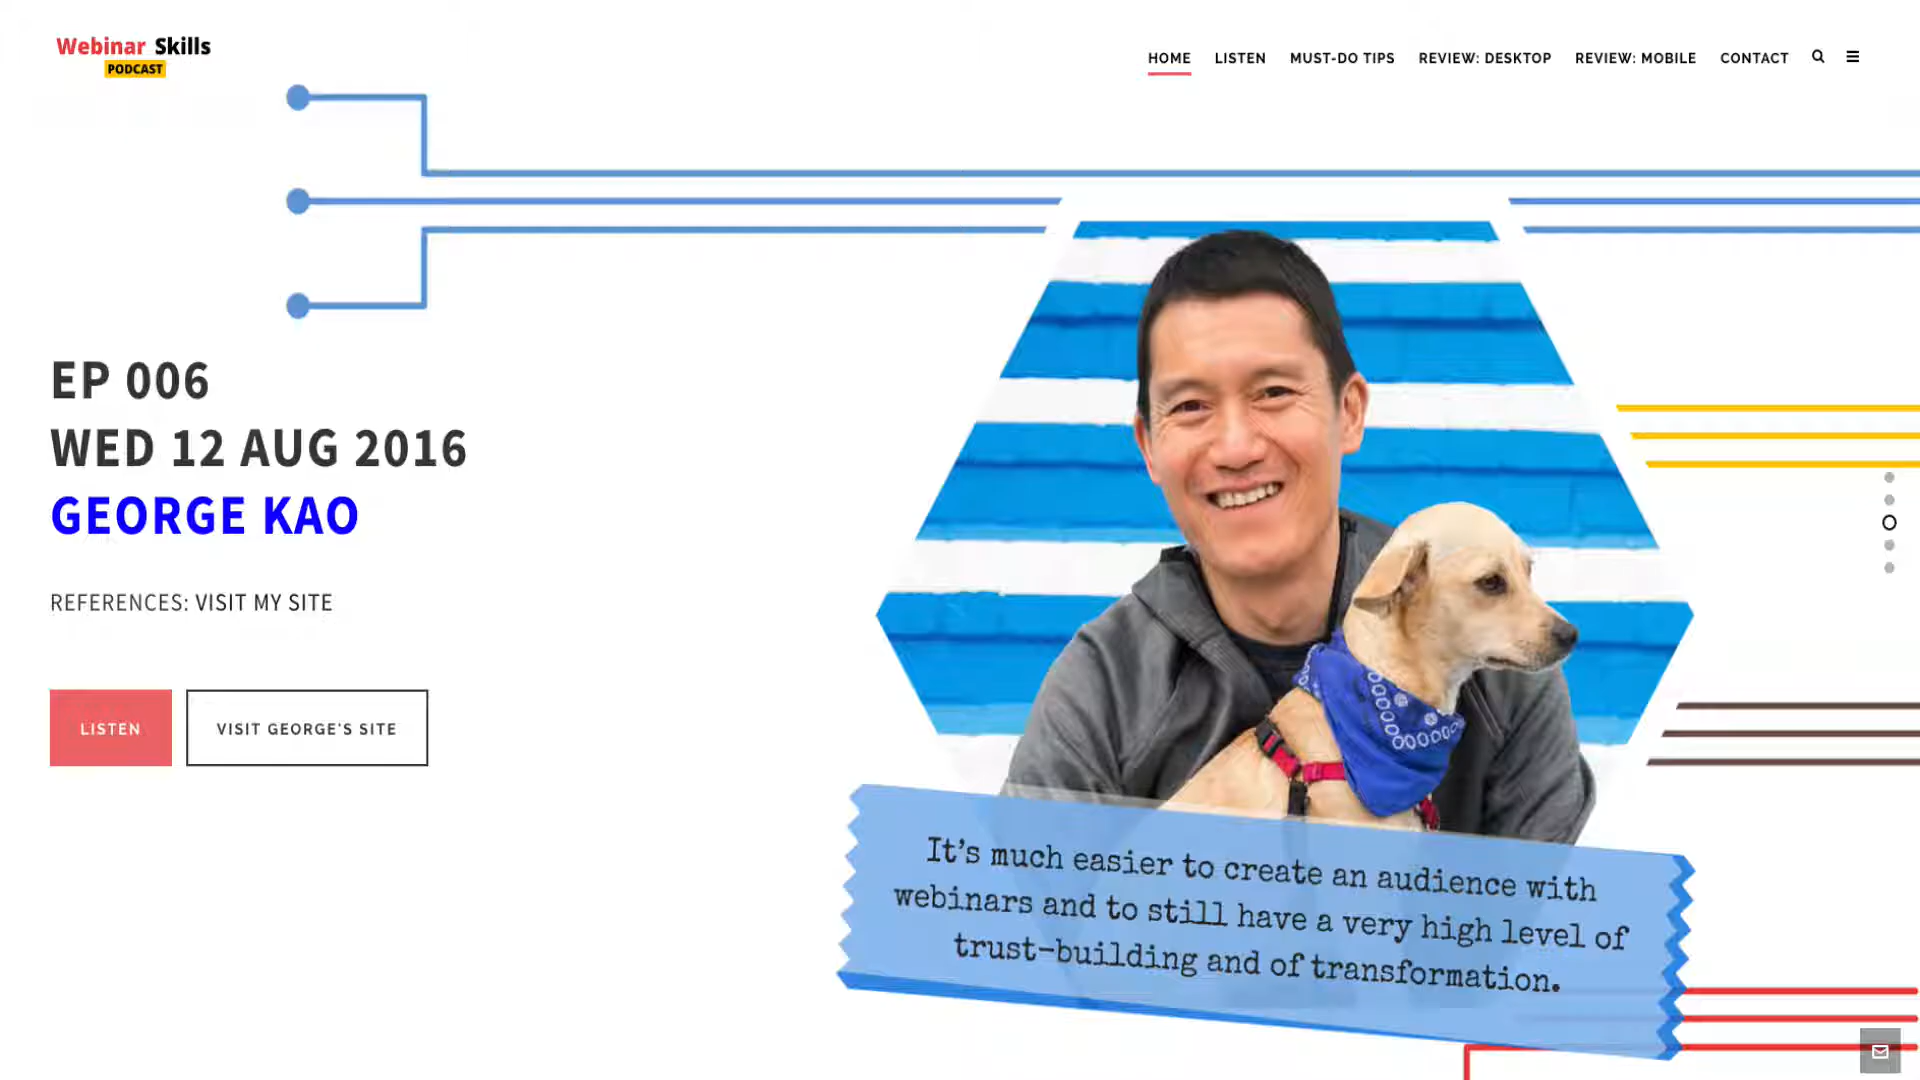 Webinar Skills
PODCAST
HOME LISTEN MUST-DO TIPS REVIEW: DESKTOP REVIEW: MOBILE CONTACT
EP 006
WED 12 AUG 2016
GEORGE KAO
REFERENCES: VISIT MY SITE
LISTEN VISIT GEORGE'S SITE
It's much easier to create an audience with
webinars and to still have a very high level of
trust-building and of transformation.